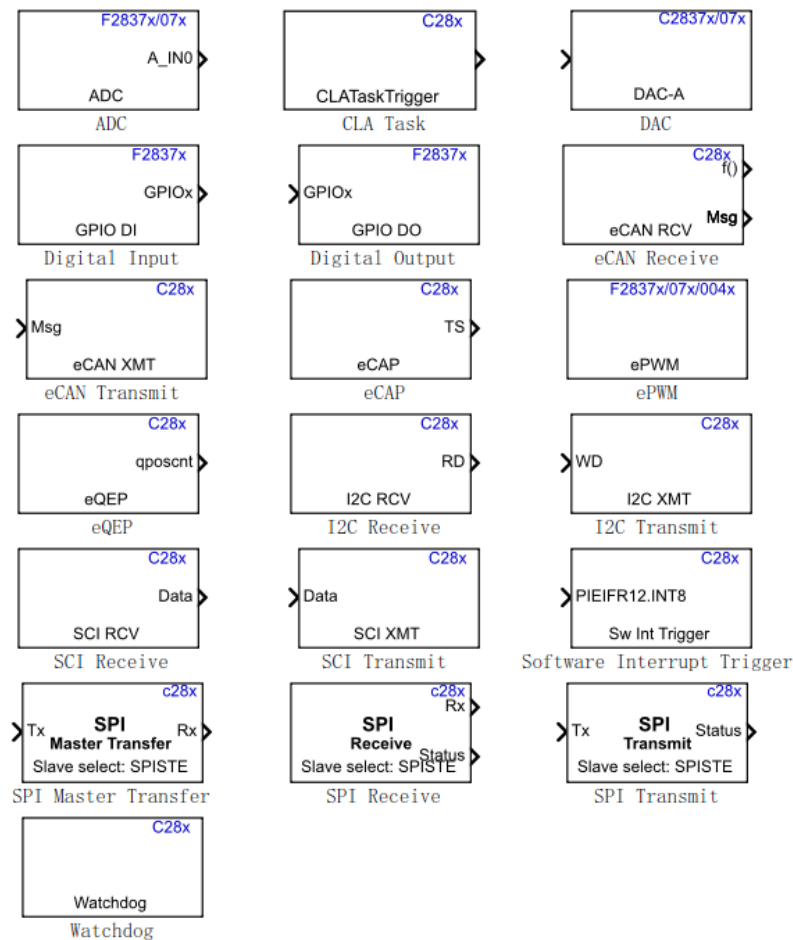 F2837x/07x
A_IN0
ADC
ADC
C28x
CLATaskTrigger
CLA Task
C2837x/07x
DAC-A
DAC
F2837x
GPIOx
GPIO DI
Digital Input
F2837x
GPIOx
GPIO DO
Digital Output
C28x
f()
Msg
eCAN RCV
eCAN Receive
C28x
Msg
eCAN XMT
eCAN Transmit
C28x
TS
eCAP
eCAP
F2837x/07x/004x
ePWM
ePWM
C28x
qposcnt
eQEP
eQEP
C28x
RD
I2C RCV
I2C Receive
C28x
WD
I2C XMT
I2C Transmit
C28x
Data
SCI RCV
SCI Receive
C28x
Data
SCI XMT
SCI Transmit
C28x
PIEIFR12.INT8
Sw Int Trigger
Software Interrupt Trigger
c28x
Tx SPI Rx
Master Transfer
Slave select: SPISTE
SPI Master Transfer
c28x
Rx
SPI
Receive
Status
Slave select: SPISTE
SPI Receive
c28x
Tx SPI Status
Transmit
Slave select: SPISTE
SPI Transmit
C28x
Watchdog
Watchdog